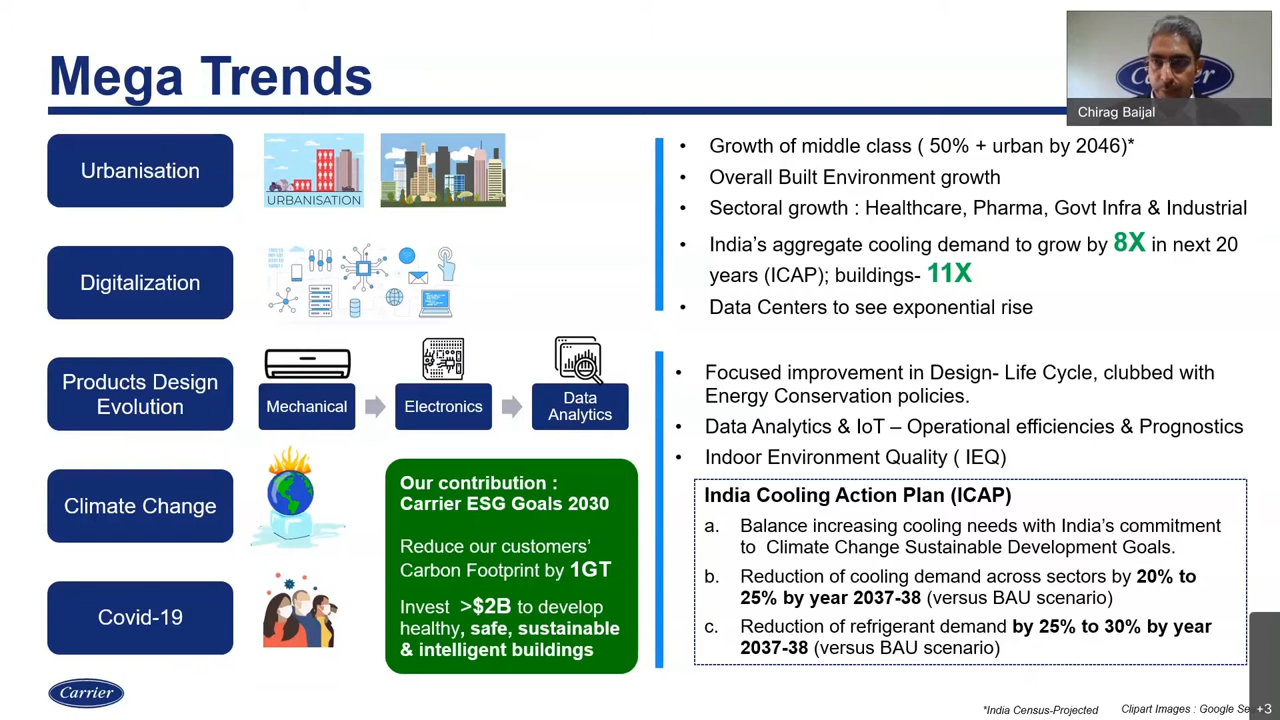 Mega Trends
Carrier
Chirag Baijal
Urbanisation
URBANISATION
Digitalization
Products Design
Evolution
Mechanical
Electronics
Data
Analytics
Climate Change
Covid-19
Our contribution :
Carrier ESG Goals 2030
Reduce our customers’
Carbon Footprint by 1GT
Invest >$2B to develop
healthy, safe, sustainable
& intelligent buildings
• Growth of middle class ( 50% + urban by 2046)*
• Overall Built Environment growth
• Sectoral growth : Healthcare, Pharma, Govt Infra & Industrial
• India’s aggregate cooling demand to grow by 8X in next 20
years (ICAP); buildings- 11X
• Data Centers to see exponential rise
• Focused improvement in Design- Life Cycle, clubbed with
Energy Conservation policies.
• Data Analytics & IoT – Operational efficiencies & Prognostics
• Indoor Environment Quality ( IEQ)
India Cooling Action Plan (ICAP)
a. Balance increasing cooling needs with India’s commitment
to Climate Change Sustainable Development Goals.
b. Reduction of cooling demand across sectors by 20% to
25% by year 2037-38 (versus BAU scenario)
c. Reduction of refrigerant demand by 25% to 30% by year
2037-38 (versus BAU scenario)
Carrier
*India Census-Projected
Clipart Images : Google Se
+3